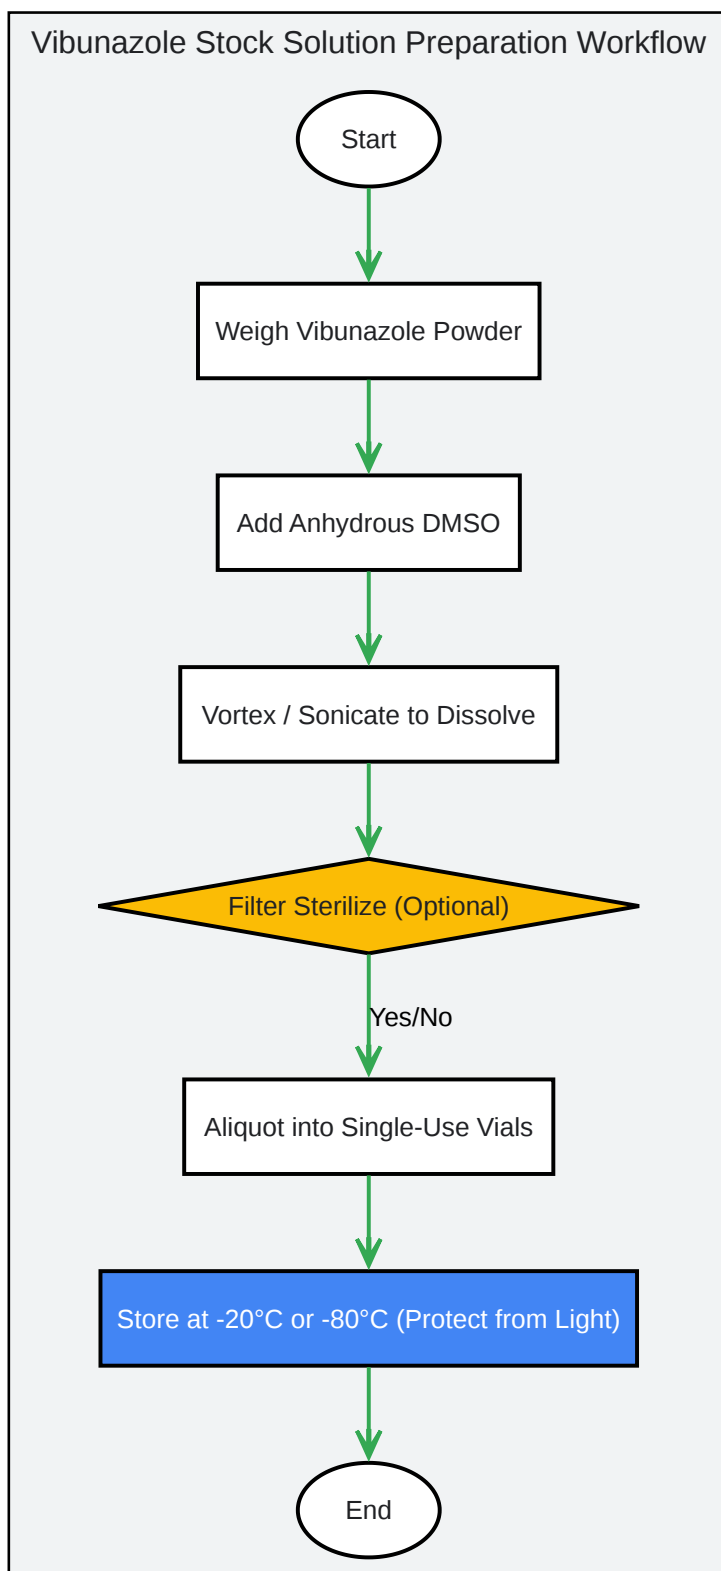 Vibunazole Stock Solution Preparation Workflow
Start
Weigh Vibunazole Powder
Add Anhydrous DMSO
Vortex / Sonicate to Dissolve
Filter Sterilize (Optional)
Yes/No
Aliquot into Single-Use Vials
Store at -20°C or -80°C (Protect from Light)
End